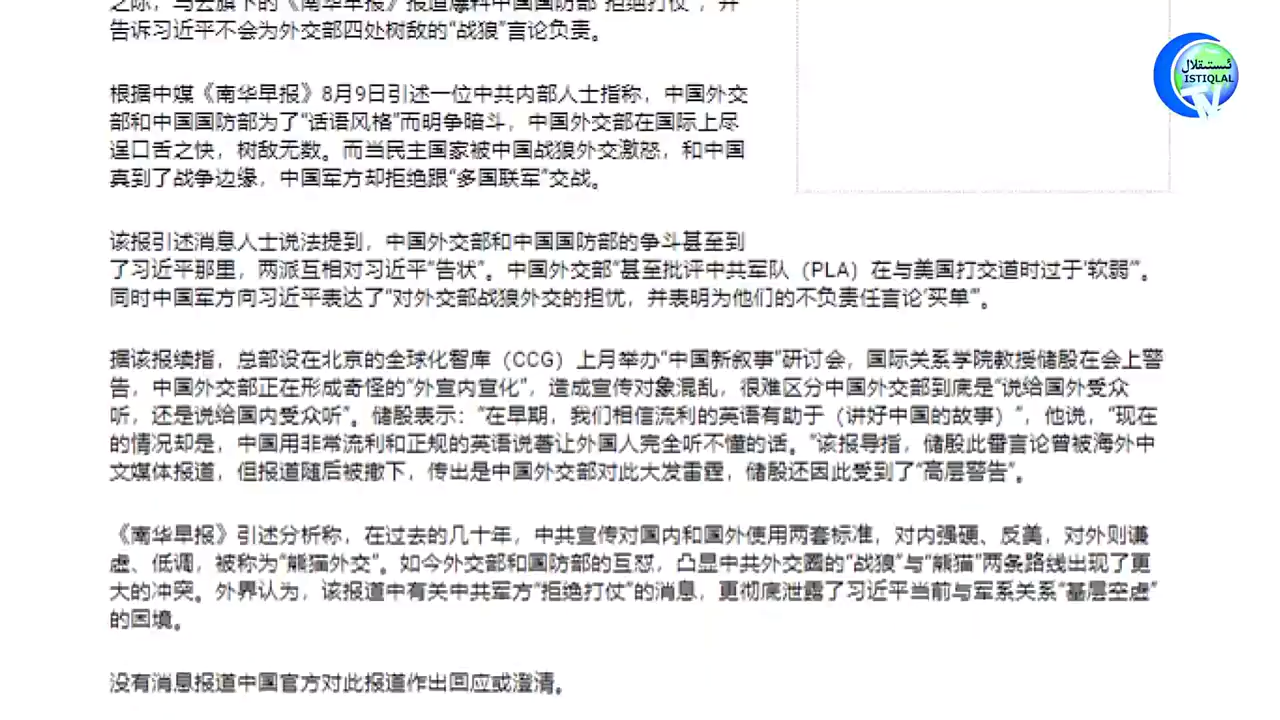 之际，马云旗下的《南华早报》报道爆料中国国防部“拒绝打仗”，并
告诉习近平不会为外交部四处树敌的“战狼”言论负责。
根据中媒《南华早报》8月9日引述一位中共内部人士指称，中国外交
部和中国国防部为了“话语风格”而明争暗斗，中国外交部在国际上尽
逞口舌之快，树敌无数。而当民主国家被中国战狼外交激怒，和中国
真到了战争边缘，中国军方却拒绝跟“多国联军”交战。
该报引述消息人士说法提到，中国外交部和中国国防部的争斗甚至到
了习近平那里，两派互相对习近平“告状”。中国外交部“甚至批评中共军队（PLA）在与美国打交道时过于‘软弱’”。
同时中国军方向习近平表达了“对外交部战狼外交的担忧，并表明为他们的不负责任言论‘买单’”。
据该报续指，总部设在北京的全球化智库（CCG）上月举办“中国新叙事”研讨会，国际关系学院教授储殷在会上警
告，中国外交部正在形成奇怪的“外宣内宣化”，造成宣传对象混乱，很难区分中国外交部到底是“说给国外受众
听，还是说给国内受众听”。储殷表示：“在早期，我们相信流利的英语有助于（讲好中国的故事）”，他说，“现在
的情况却是，中国用非常流利和正规的英语说著让外国人完全听不懂的话。”该报导指，储殷此番言论曾被海外中
文媒体报道，但报道随后被撤下，传出是中国外交部对此大发雷霆，储殷还因此受到了“高层警告”。
《南华早报》引述分析称，在过去的几十年，中共宣传对国内和国外使用两套标准，对内强硬、反美，对外则谦
虚、低调，被称为“熊猫外交”。如今外交部和国防部的互怼，凸显中共外交圈的“战狼”与“熊猫”两条路线出现了更
大的冲突。外界认为，该报道中有关中共军方“拒绝打仗”的消息，更彻底泄露了习近平当前与军系关系“基层空虚”
的困境。
没有消息报道中国官方对此报道作出回应或澄清。
ئىستىقلال
ISTIQLAL
TV